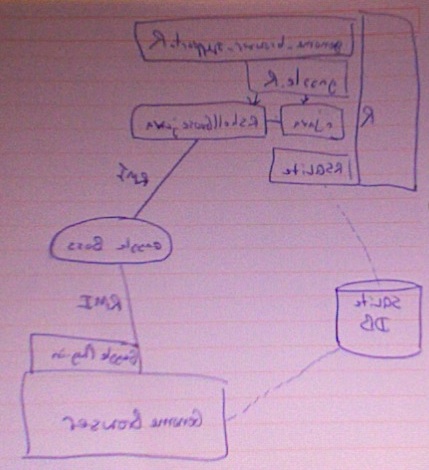 genome_browser_support.R
gaggle.R
R
rJava
RShellGoose.java
RSQLite
RMI
Gaggle Boss
SQLite
DB
RMI
Gaggle Plug-in
Genome Browser